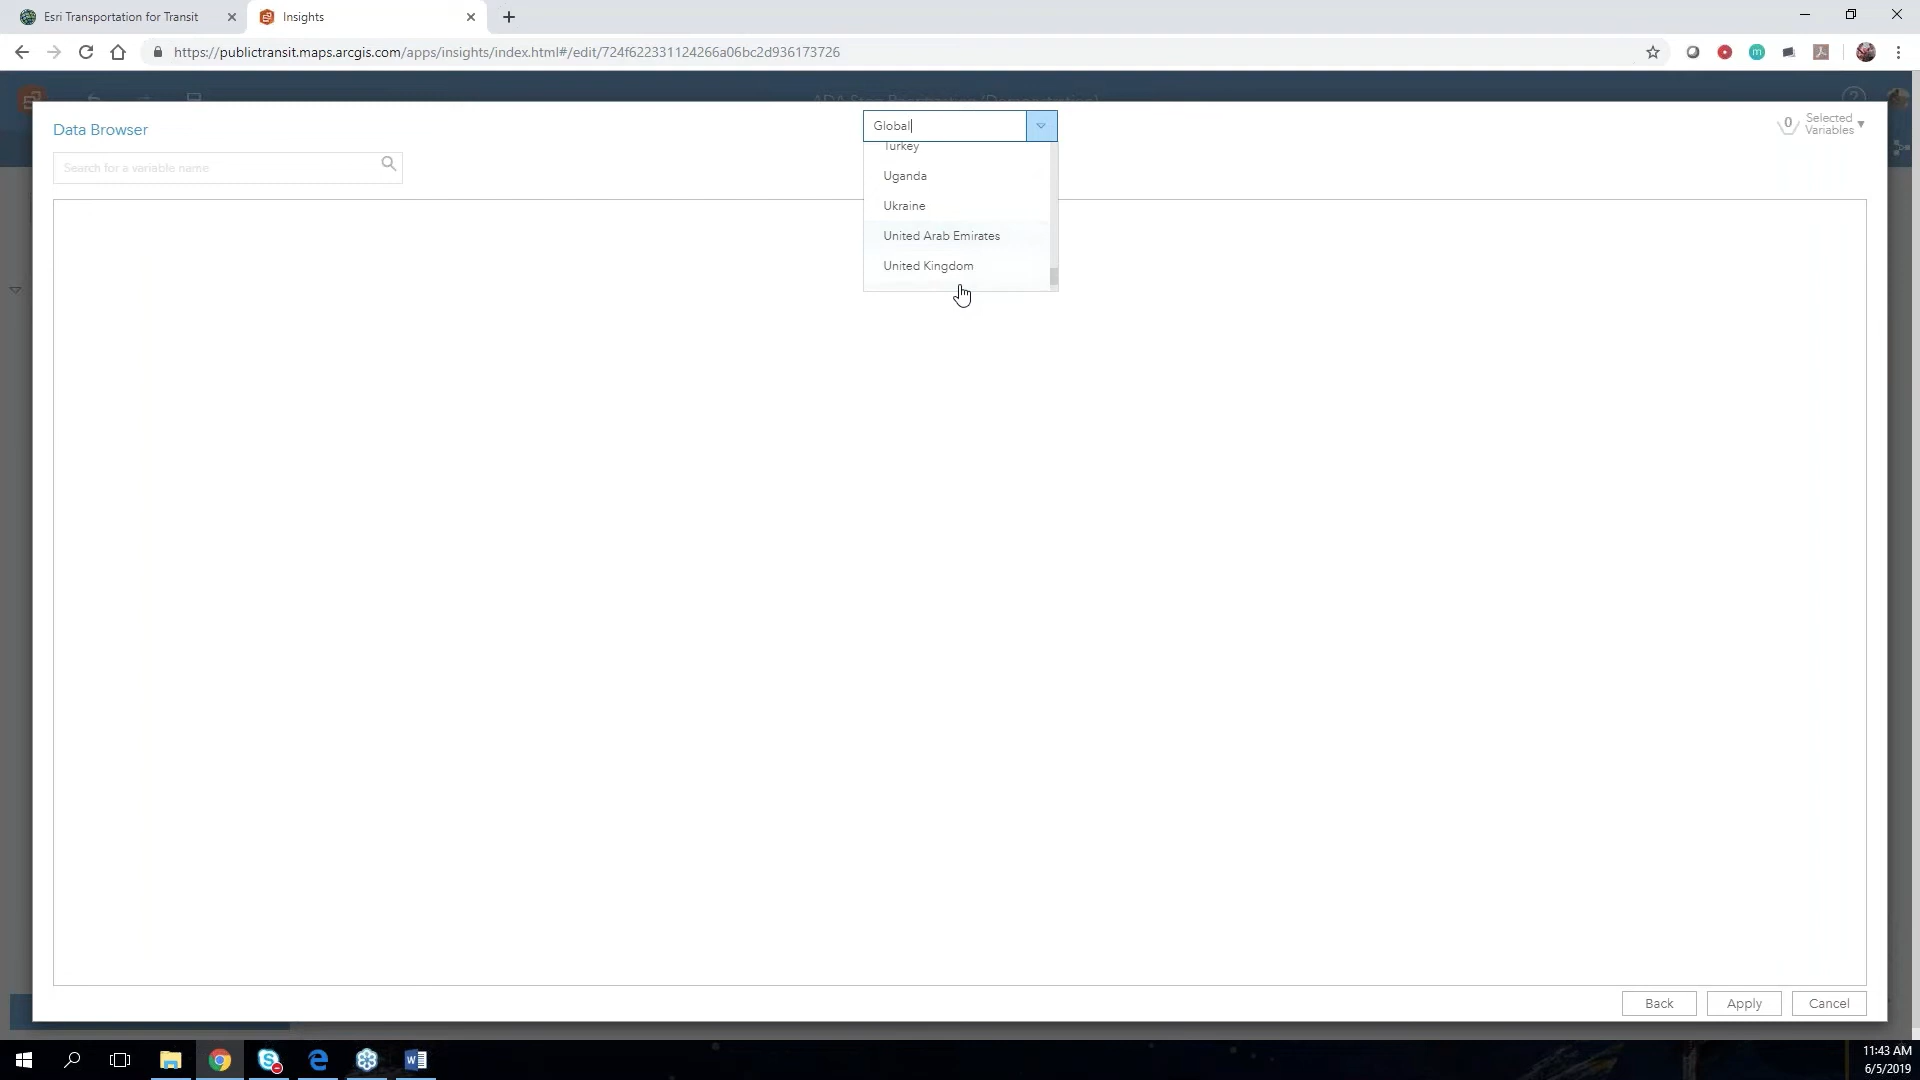 Esri Transportation for Transit
Insights
https://publictransit.maps.arcgis.com/apps/insights/index.html#/edit/724f622331124266a06bc2d936173726
Data Browser
Global
0
Selected
Variables
Search for a variable name
Turkey
Uganda
Ukraine
United Arab Emirates
United Kingdom
Back
Apply
Cancel
11:43 AM
6/5/2019